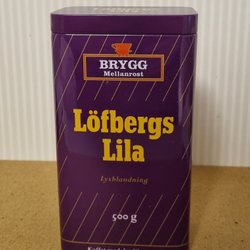 BRYGG
Mellanrost
Löfbergs
Lila
Lyxblandning
500 g